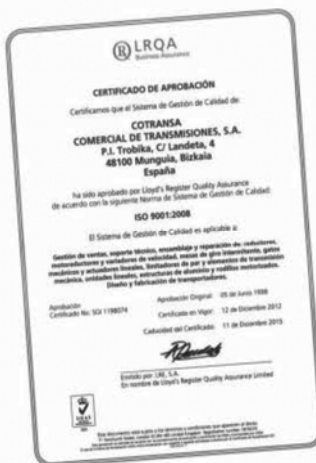 LRQA
Business Assurance
CERTIFICADO DE APROBACIÓN
Certificamos que el Sistema de Gestión de Calidad de:
COTRANSA
COMERCIAL DE TRANSMISIONES, S.A.
P.I. Trobika, C/ Landeta, 4
48100 Munguia, Bizkaia
España
ha sido aprobado por Lloyd's Register Quality Assurance
de acuerdo con la siguiente Norma de Sistema de Gestión de Calidad:
ISO 9001:2008
El Sistema de Gestión de Calidad es aplicable a:
Gestión de ventas, soporte técnico, ensamblaje y reparación de: reductores,
motorreductores y variadores de velocidad, mesas de giro intermitente, gatos
mecánicos y actuadores lineales, limitadores de par y elementos de transmisión
mecánica, unidades lineales, estructuras de aluminio y rodillos motorizados.
Diseño y fabricación de transportadores.
Aprobación
Certificado No: SGI 1198074
Aprobación Original: 05 de Junio 1998
Certificado en Vigor: 12 de Diciembre 2012
Caducidad del Certificado: 11 de Diciembre 2015
Emitido por: LRE, S.A.
En nombre de Lloyd's Register Quality Assurance Limited
UKAS